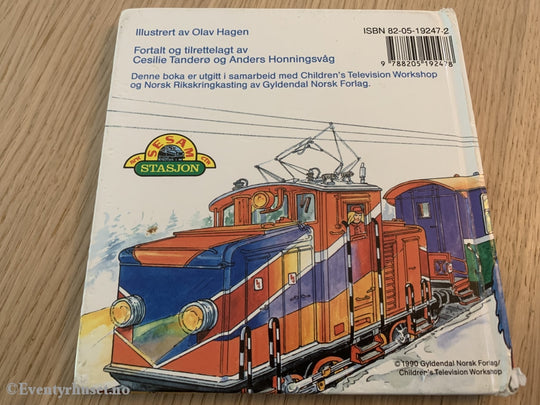 Illustrert av Olav Hagen
Fortalt og tilrettelagt av
Cesilie Tanderø og Anders Honningsvåg
Denne boka er utgitt i samarbeid med Children's Television Workshop
og Norsk Rikskringkasting av Gyldendal Norsk Forlag.
ISBN 82-05-19247-2
9 788205 192478
SESAM
STASJON
©1990 Gyldendal Norsk Forlag/
Children's Television Workshop
© Eventyrhuset.no